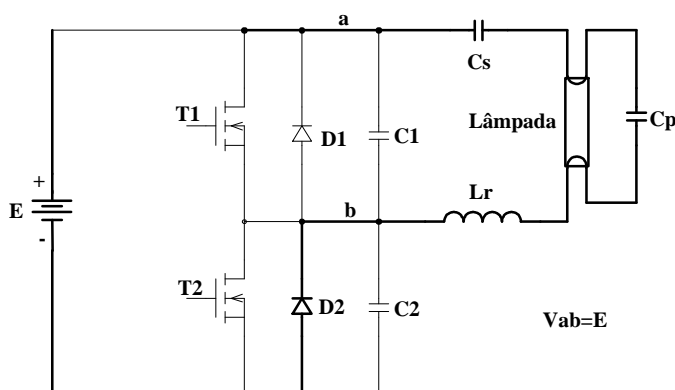 a
Cs
T1
D1
C1
Lâmpada
Cp
+
E
-
b
Lr
T2
D2
C2
Vab=E